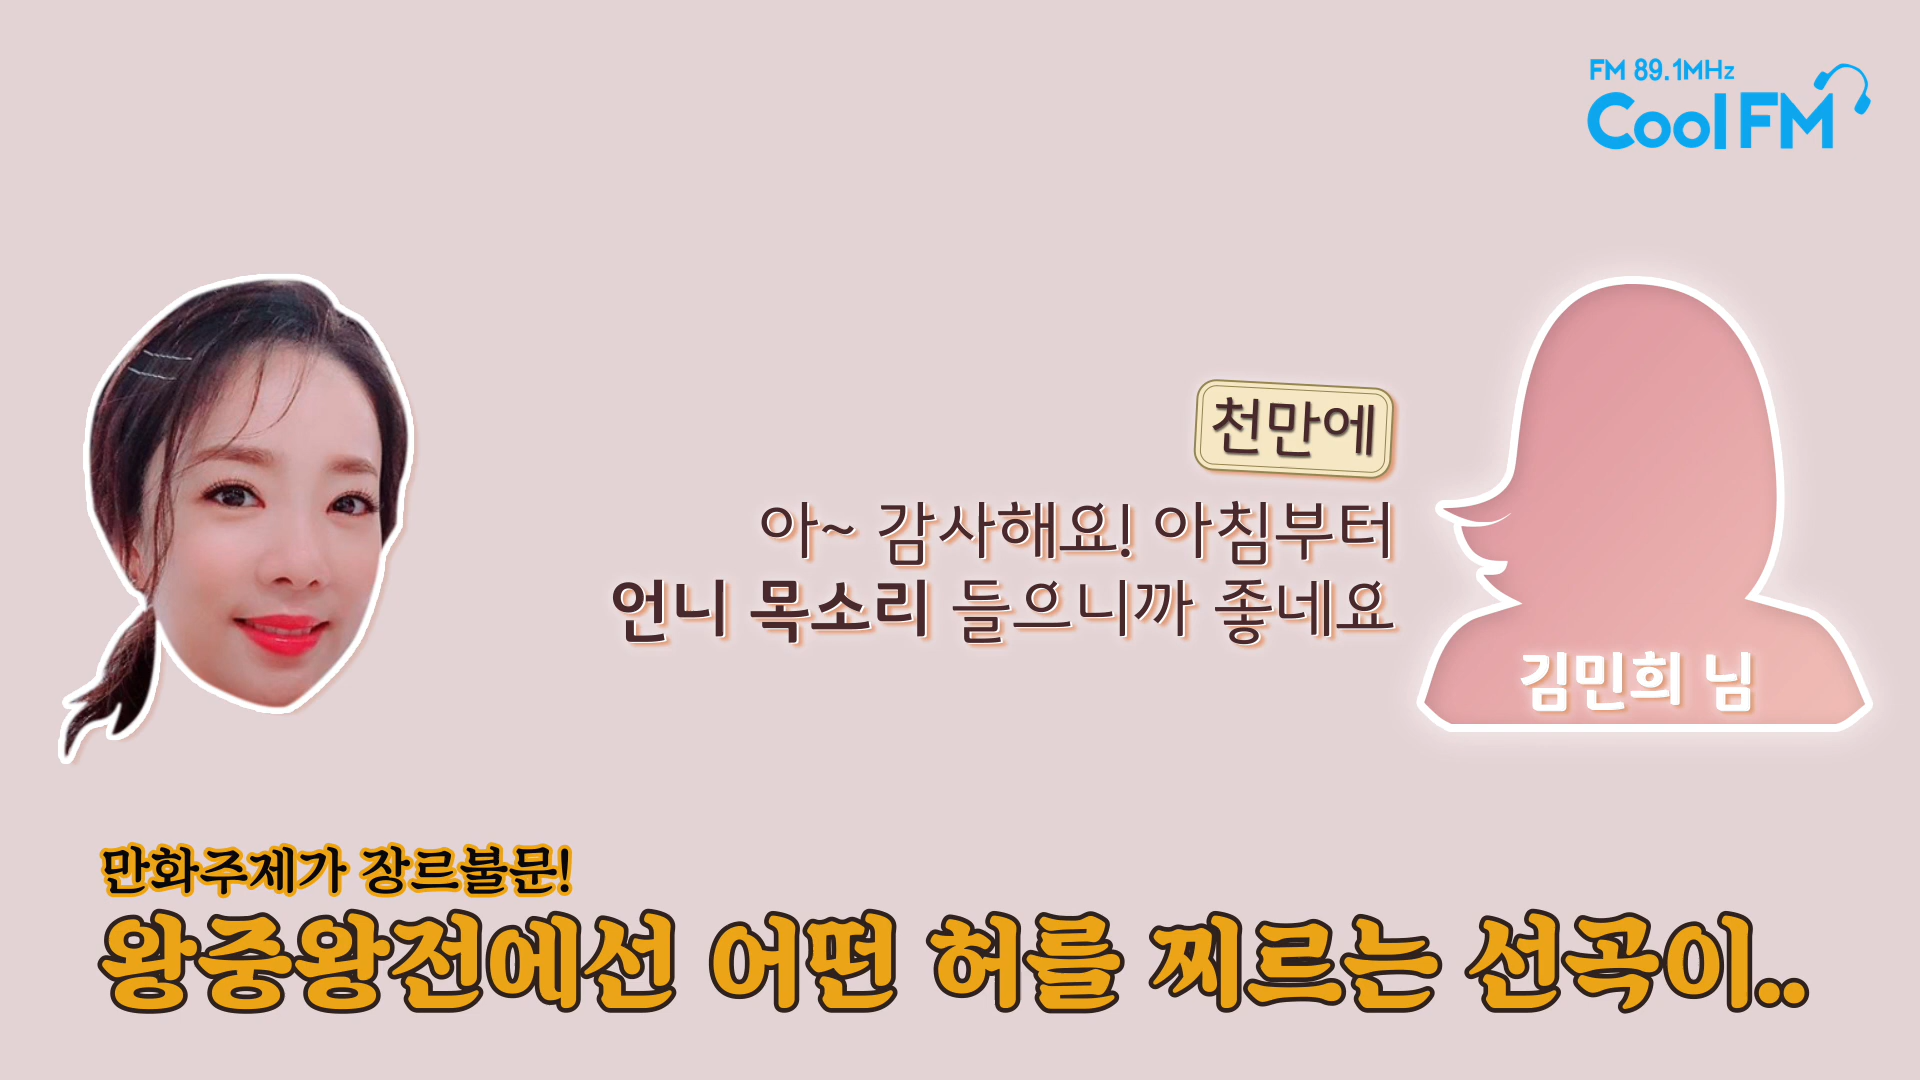 FM 89.1MHz
Cool FM
천만에
아~ 감사해요! 아침부터
언니 목소리 들으니까 좋네요
김민희 님
만화주제가 장르불문!
왕중왕전에선 어떤 허를 찌르는 선곡이..